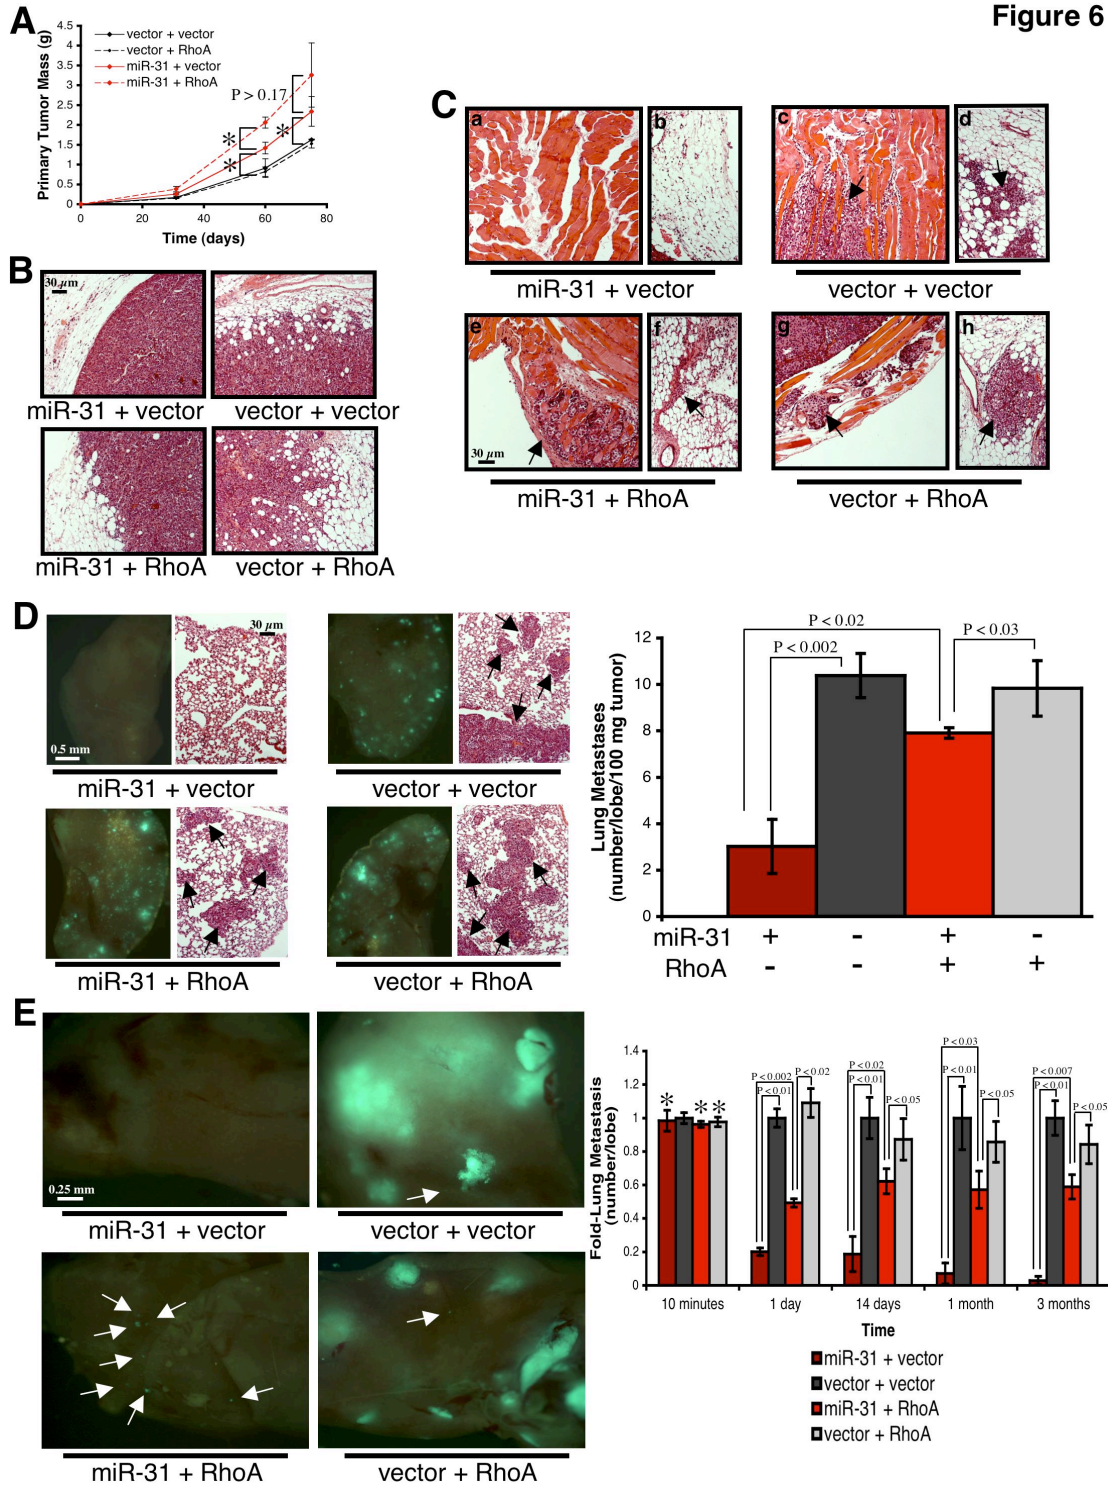 Figure 6
A
Primary Tumor Mass (g)
4.5
4
3.5
3
2.5
2
1.5
1
0.5
0
vector + vector
vector + RhoA
miR-31 + vector
miR-31 + RhoA
P > 0.17
*
*
*
0 20 40 60 80
Time (days)
B
30 µm
miR-31 + vector
vector + vector
miR-31 + RhoA
vector + RhoA
C
a
b
c
d
miR-31 + vector
vector + vector
e
f
g
h
30 µm
miR-31 + RhoA
vector + RhoA
D
30 µm
0.5 mm
miR-31 + vector
vector + vector
miR-31 + RhoA
vector + RhoA
Lung Metastases
(number/lobe/100 mg tumor)
12
10
8
6
4
2
0
P < 0.02
P < 0.002
P < 0.03
miR-31 + - + -
RhoA - - + +
E
0.25 mm
miR-31 + vector
vector + vector
miR-31 + RhoA
vector + RhoA
Fold-Lung Metastasis
(number/lobe)
1.4
1.2
1
0.8
0.6
0.4
0.2
0
* * *
P < 0.002
P < 0.01
P < 0.02
P < 0.02
P < 0.01
P < 0.05
P < 0.03
P < 0.01
P < 0.05
P < 0.007
P < 0.01
P < 0.05
10 minutes 1 day 14 days 1 month 3 months
Time
miR-31 + vector
vector + vector
miR-31 + RhoA
vector + RhoA